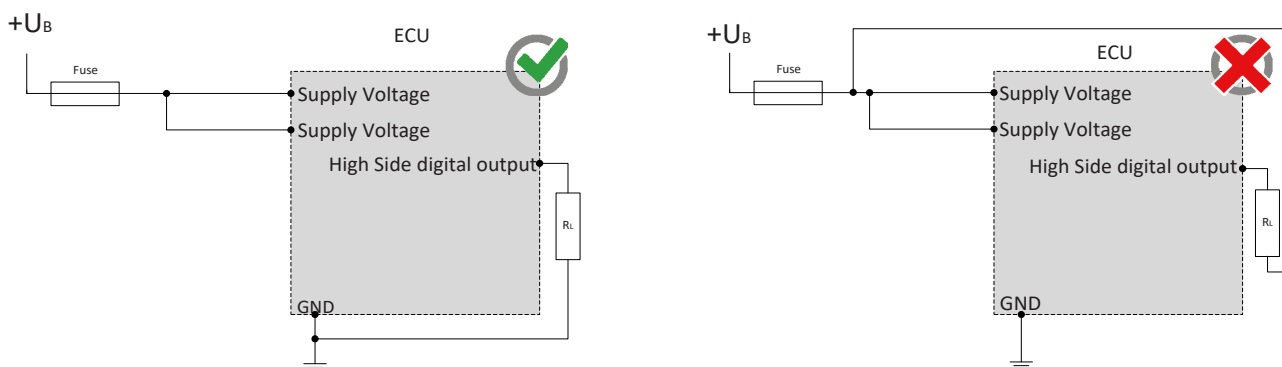 +UB
ECU
Fuse
Supply Voltage
Supply Voltage
High Side digital output
RL
GND
+UB
ECU
Fuse
Supply Voltage
Supply Voltage
High Side digital output
RL
GND